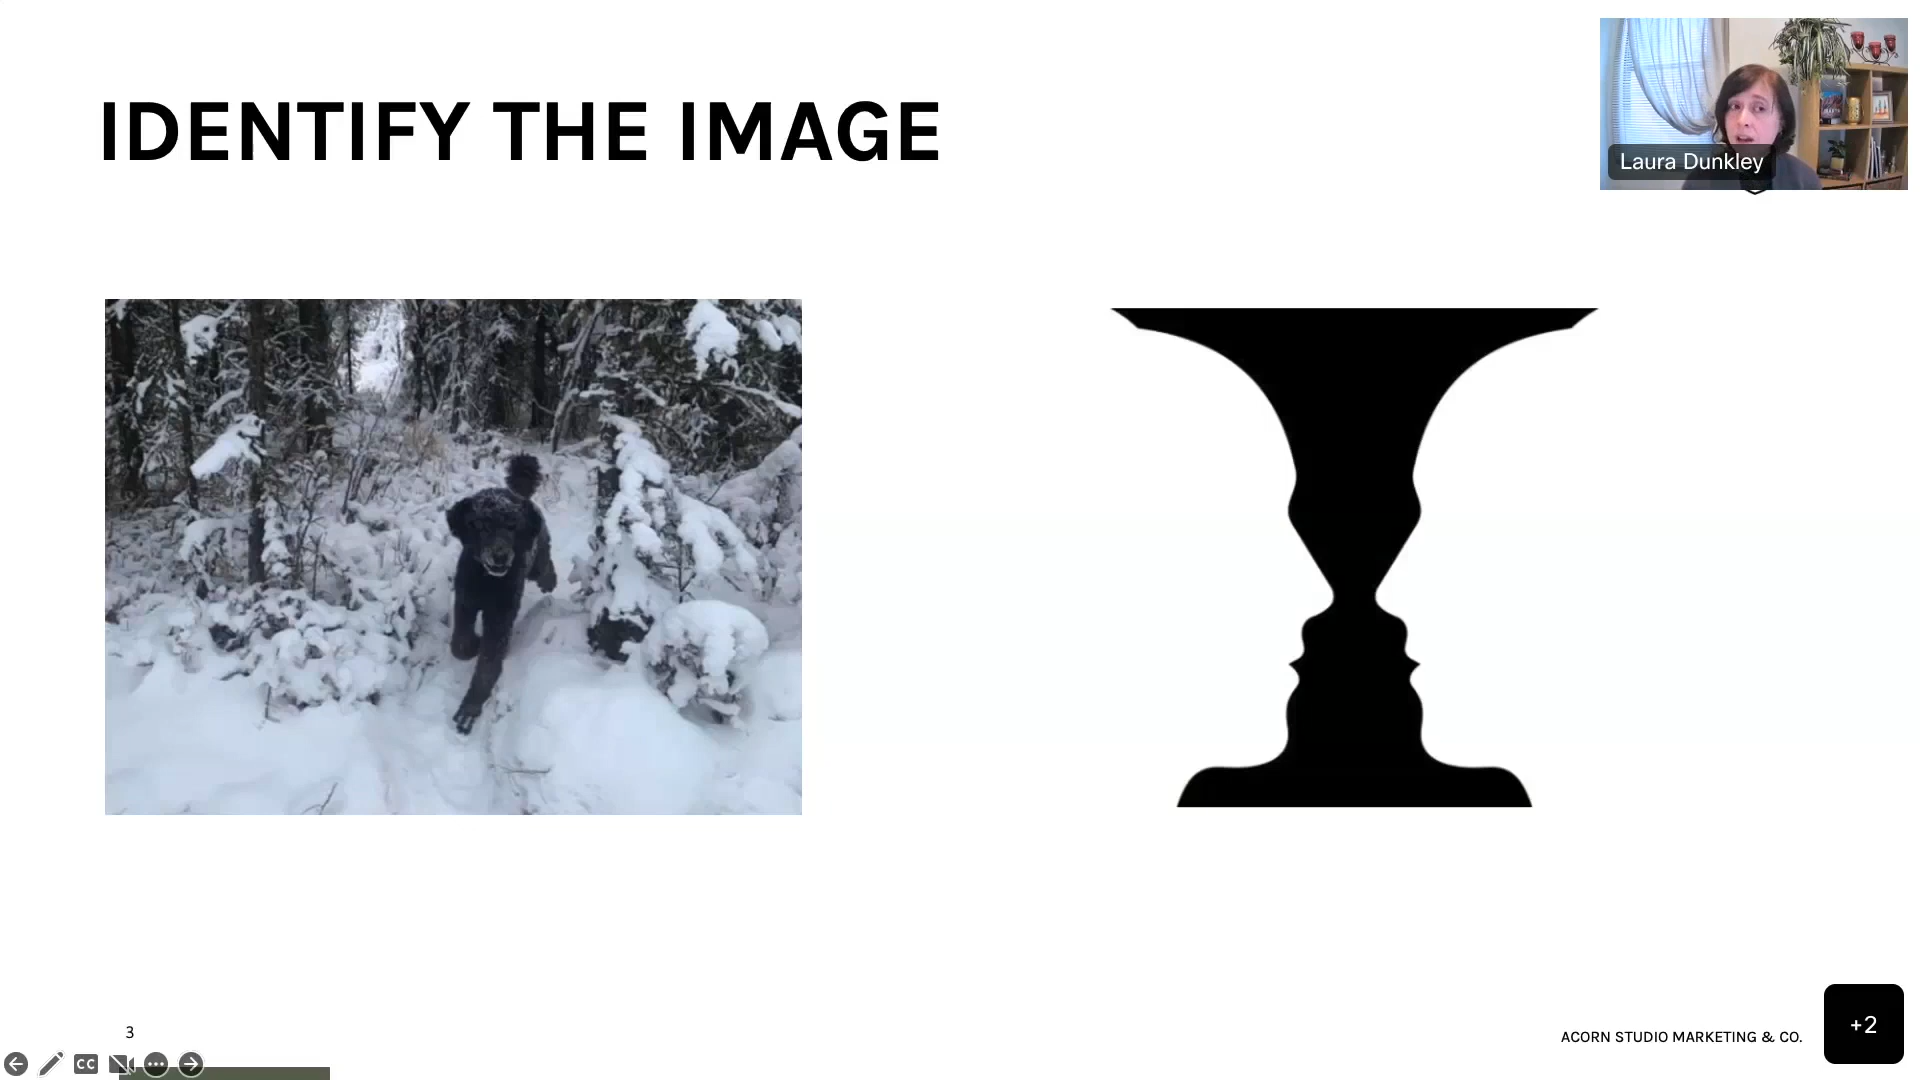 IDENTIFY THE IMAGE
Laura Dunkley
3
ACORN STUDIO MARKETING & CO.
+2
CC